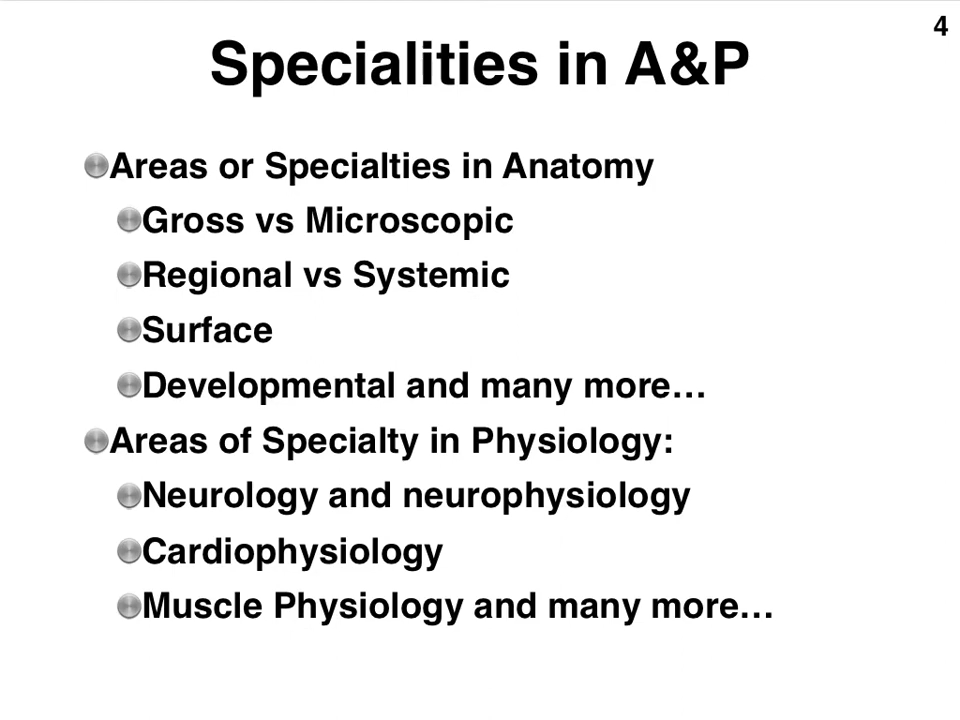 4
Specialities in A&P
Areas or Specialties in Anatomy
Gross vs Microscopic
Regional vs Systemic
Surface
Developmental and many more…
Areas of Specialty in Physiology:
Neurology and neurophysiology
Cardiophysiology
Muscle Physiology and many more…